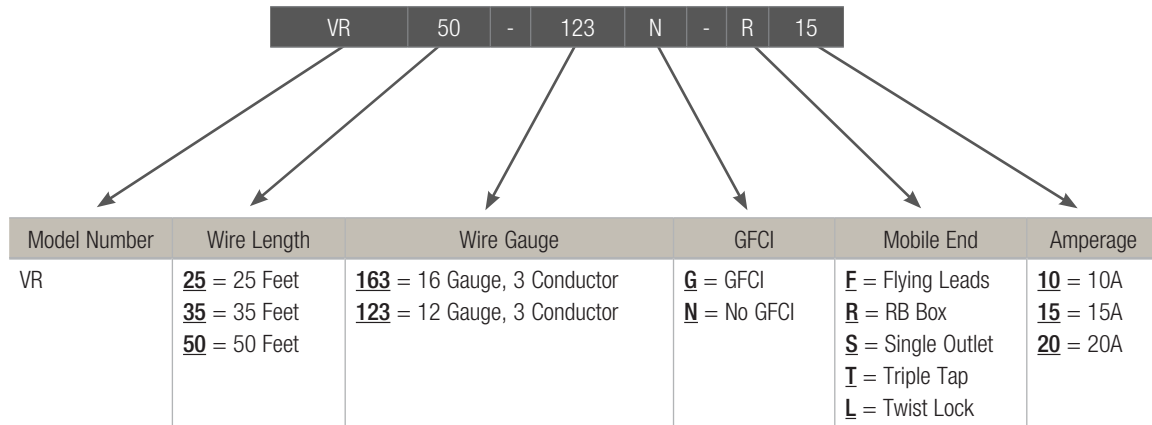 VR 50 - 123 N - R 15
Model Number Wire Length Wire Gauge GFCI Mobile End Amperage
VR 25 = 25 Feet 163 = 16 Gauge, 3 Conductor G = GFCI F = Flying Leads 10 = 10A
35 = 35 Feet 123 = 12 Gauge, 3 Conductor N = No GFCI R = RB Box 15 = 15A
50 = 50 Feet S = Single Outlet 20 = 20A
T = Triple Tap
L = Twist Lock